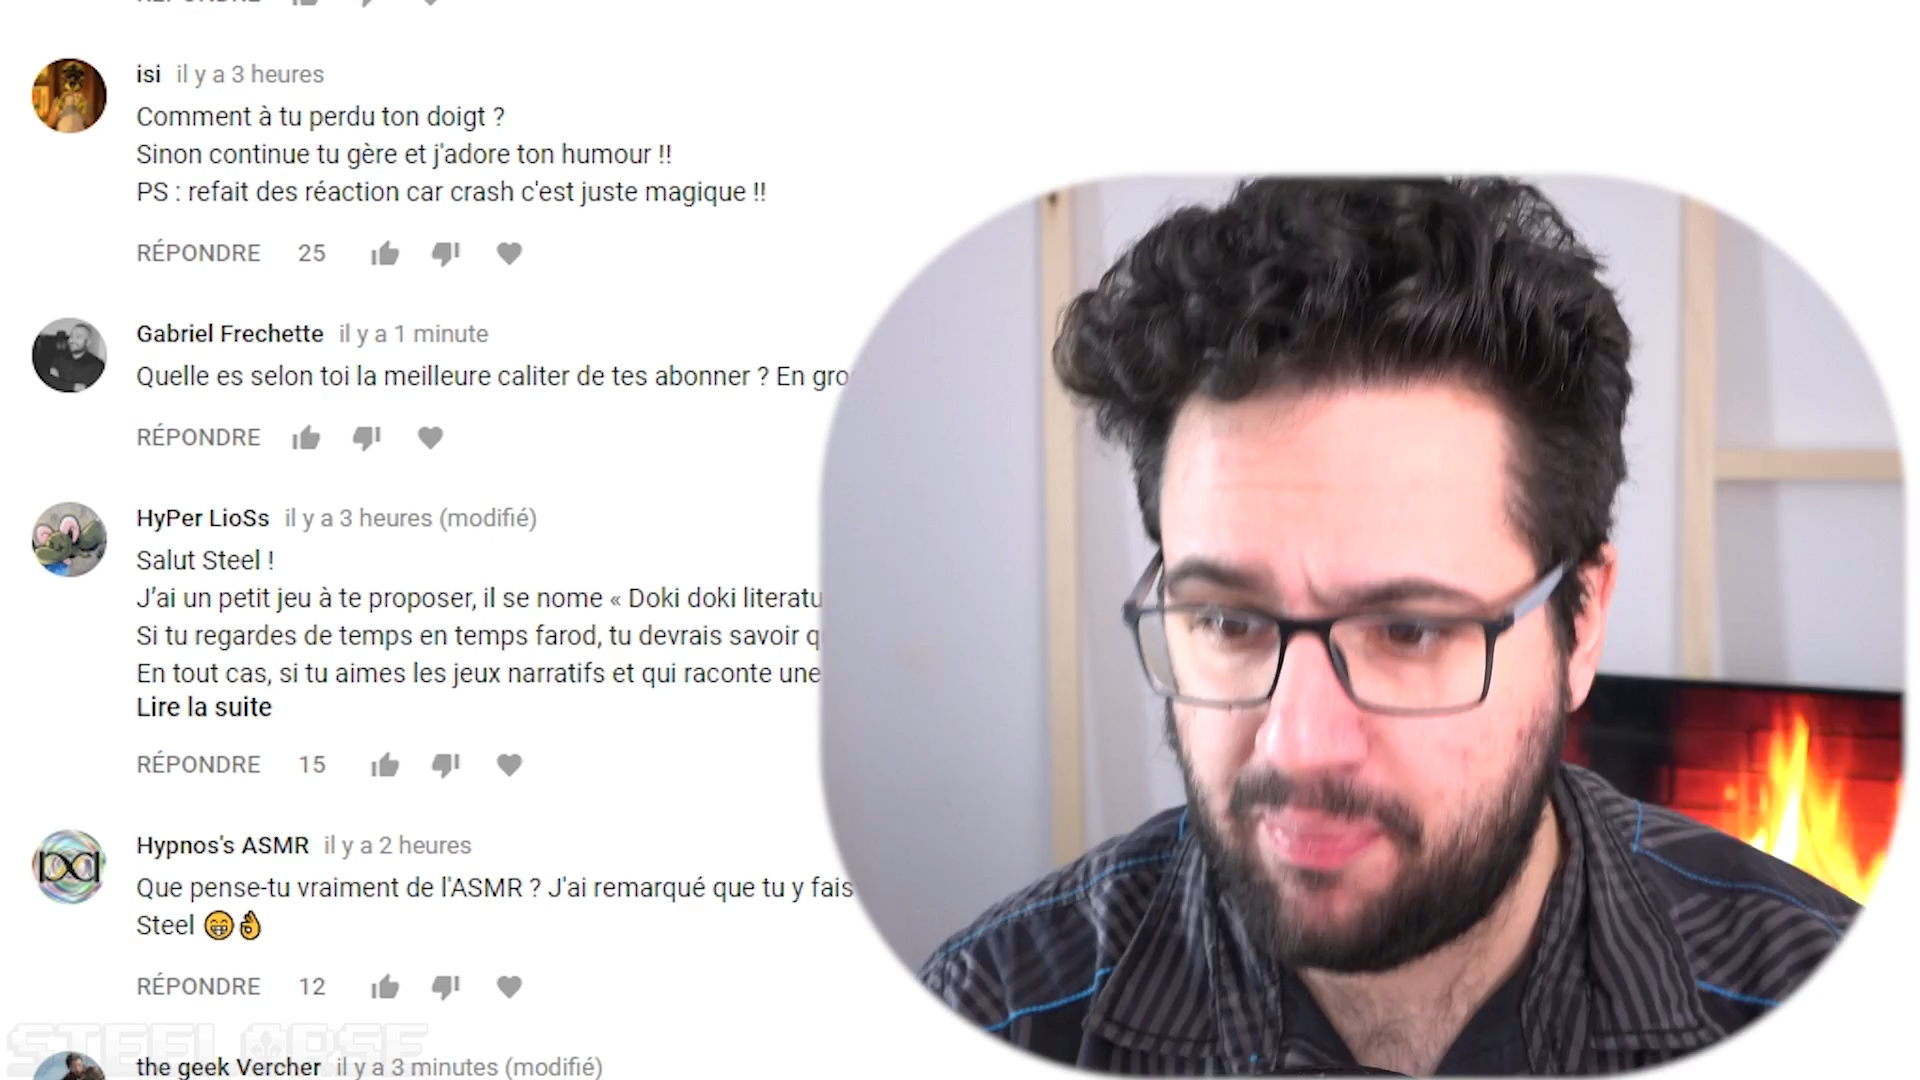 RÉPONDRE
isi il y a 3 heures
Comment à tu perdu ton doigt ?
Sinon continue tu gère et j'adore ton humour !!
PS : refait des réaction car crash c'est juste magique !!
RÉPONDRE 25
Gabriel Frechette il y a 1 minute
Quelle es selon toi la meilleure caliter de tes abonner ? En gro
RÉPONDRE
HyPer LioSs il y a 3 heures (modifié)
Salut Steel !
J'ai un petit jeu à te proposer, il se nome « Doki doki literatu
Si tu regardes de temps en temps farod, tu devrais savoir q
En tout cas, si tu aimes les jeux narratifs et qui raconte une
Lire la suite
RÉPONDRE 15
Hypnos's ASMR il y a 2 heures
Que pense-tu vraiment de l'ASMR ? J'ai remarqué que tu y fais
Steel 😁👌
RÉPONDRE 12
STEELORSE
the geek Vercher il y a 3 minutes (modifié)